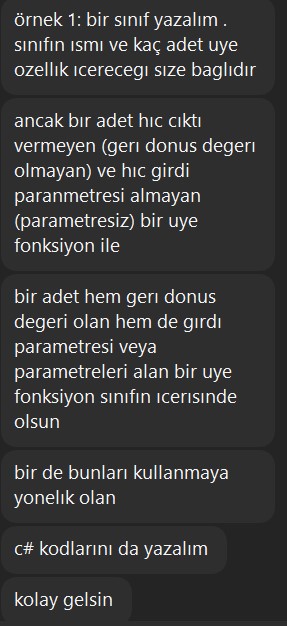 örnek 1: bir sınıf yazalım .
sınıfın ısmı ve kaç adet uye
ozellık ıcerecegı sıze baglıdır
ancak bır adet hıc cıktı
vermeyen (gerı donus degerı
olmayan) ve hıc girdi
paranmetresi almayan
(parametresiz) bir uye
fonksiyon ile
bir adet hem gerı donus
degeri olan hem de gırdı
parametresi veya
parametreleri alan bir uye
fonksiyon sınıfın ıcerısınde
olsun
bir de bunları kullanmaya
yonelık olan
c# kodlarını da yazalım
kolay gelsin